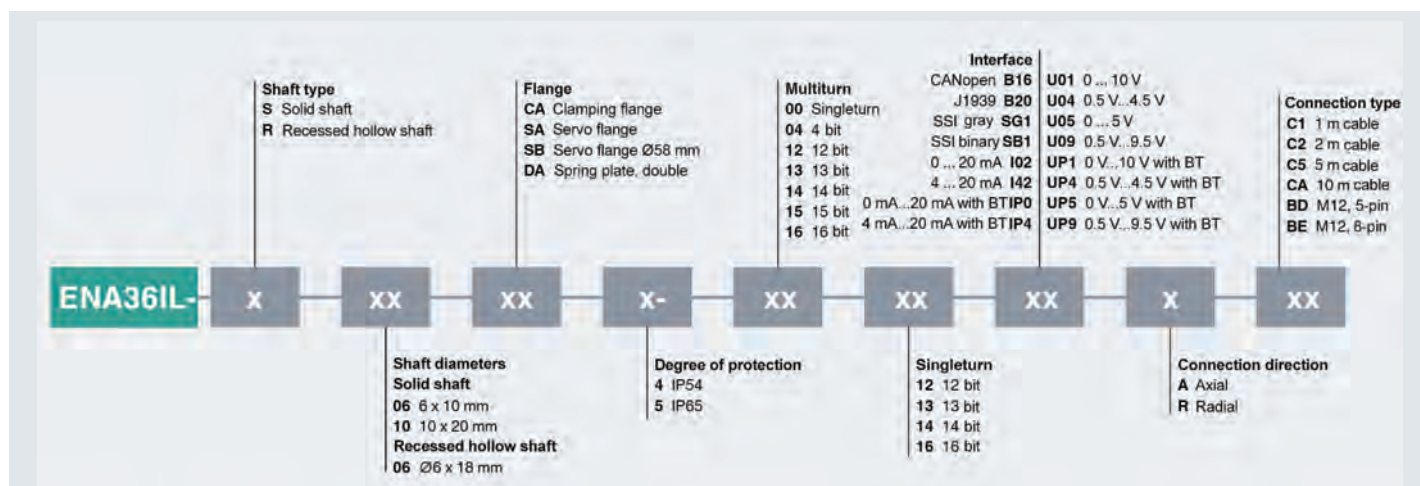 Shaft type
S Solid shaft
R Recessed hollow shaft
Flange
CA Clamping flange
SA Servo flange
SB Servo flange Ø58 mm
DA Spring plate, double
Multiturn
00 Singleturn
04 4 bit
12 12 bit
13 13 bit
14 14 bit
15 15 bit
16 16 bit
Interface
CANopen B16
J1939 B20
SSI gray SG1
SSI binary SB1
0 ... 20 mA I02
4 ... 20 mA I42
0 mA...20 mA with BT IP0
4 mA...20 mA with BT IP4
U01 0 ... 10 V
U04 0.5 V...4.5 V
U05 0 ... 5 V
U09 0.5 V...9.5 V
UP1 0 V...10 V with BT
UP4 0.5 V...4.5 V with BT
UP5 0 V...5 V with BT
UP9 0.5 V...9.5 V with BT
Connection type
C1 1 m cable
C2 2 m cable
C5 5 m cable
CA 10 m cable
BD M12, 5-pin
BE M12, 8-pin
ENA36IL- x xx xx x- xx xx xx x xx
Shaft diameters
Solid shaft
06 6 x 10 mm
10 10 x 20 mm
Recessed hollow shaft
06 Ø6 x 18 mm
Degree of protection
4 IP54
5 IP65
Singleturn
12 12 bit
13 13 bit
14 14 bit
16 16 bit
Connection direction
A Axial
R Radial